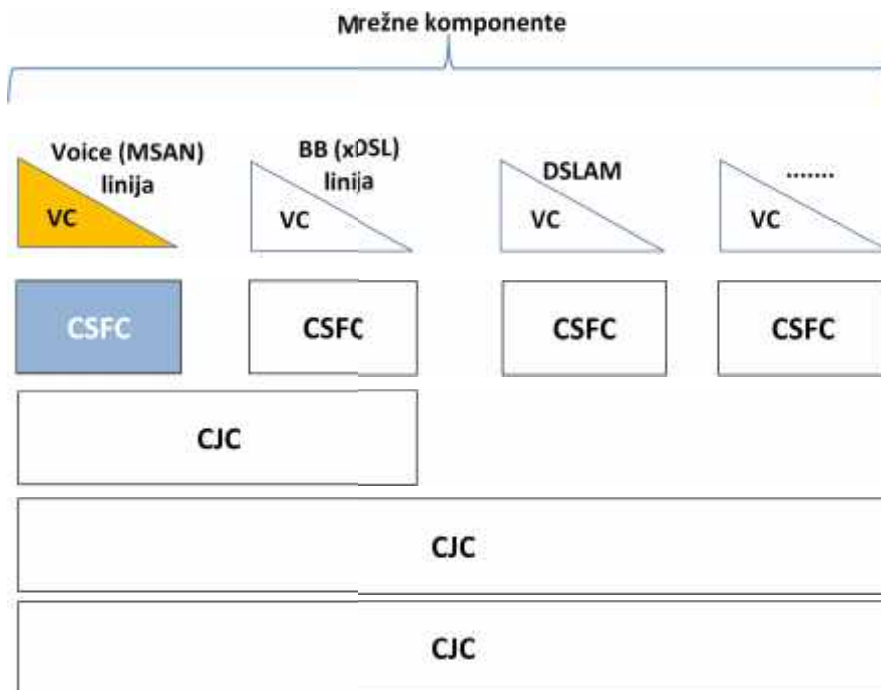 Mrežne komponente
Voice (MSAN)
linija
BB (xDSL)
linija
DSLAM
.......
VC
VC
VC
VC
CSFC
CSFC
CSFC
CSFC
CJC
CJC
CJC